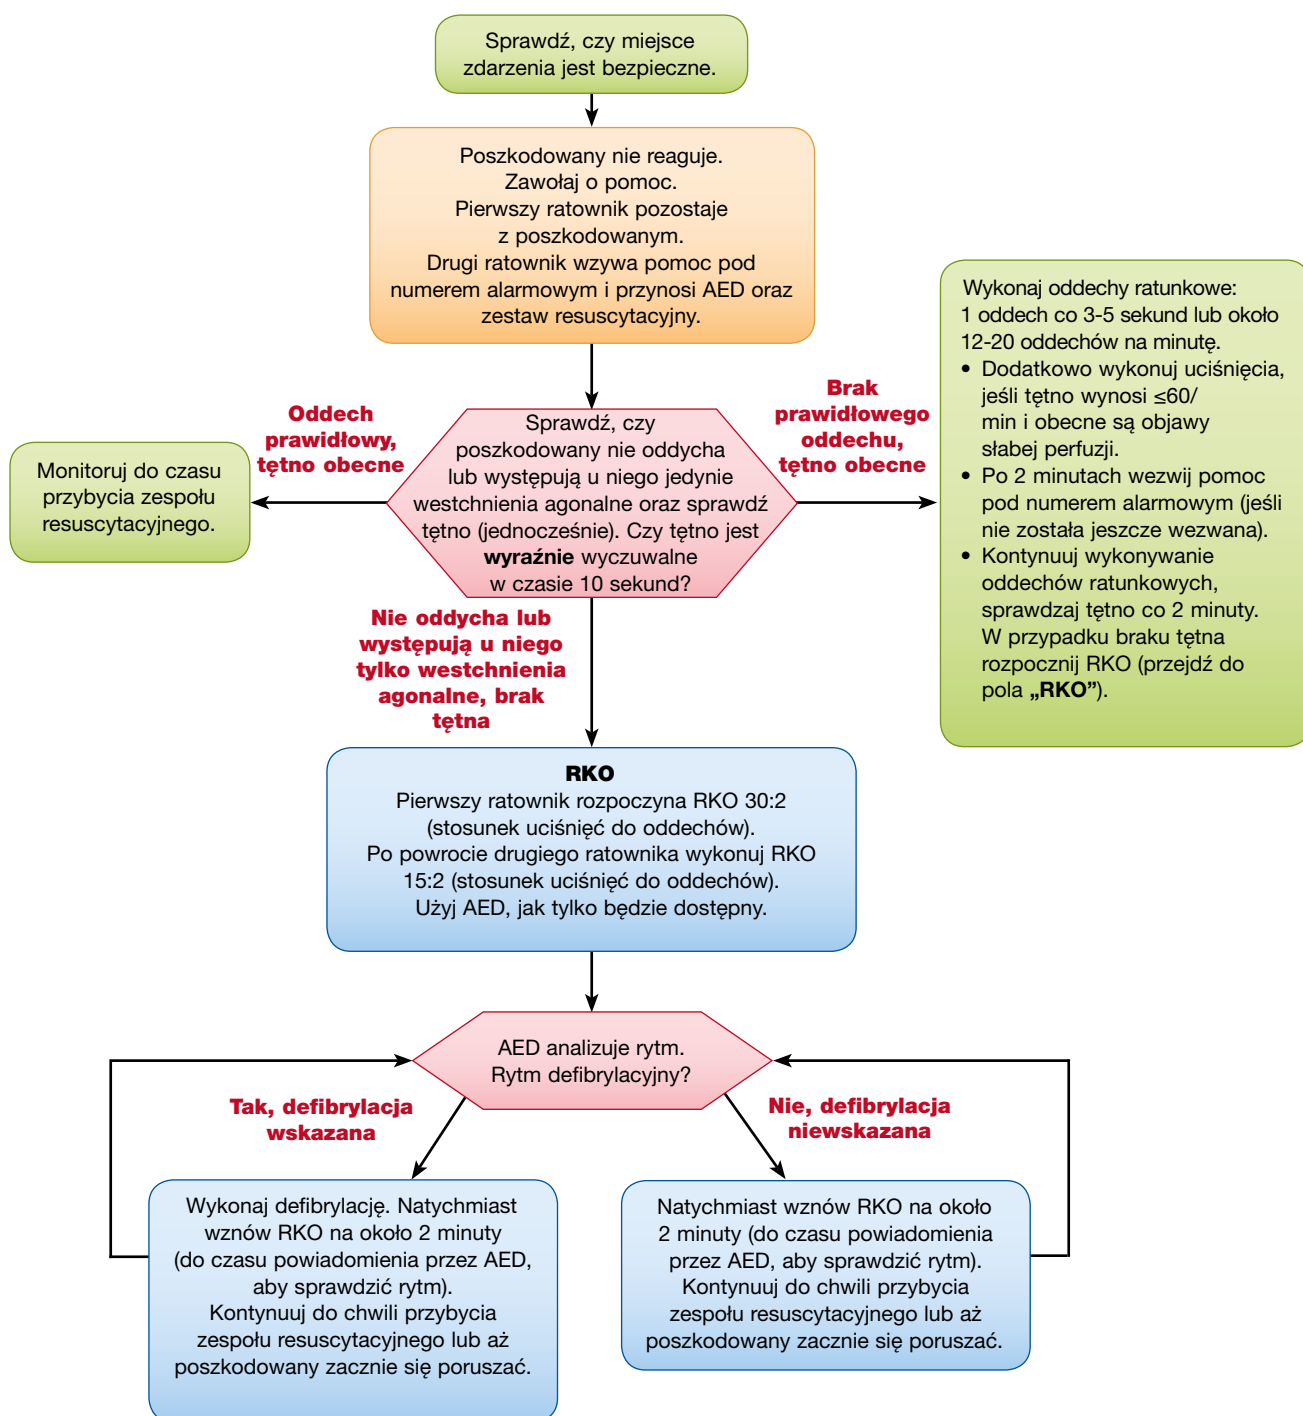 Sprawdź, czy miejsce
zdarzenia jest bezpieczne.
Poszkodowany nie reaguje.
Zawołaj o pomoc.
Pierwszy ratownik pozostaje
z poszkodowanym.
Drugi ratownik wzywa pomoc pod
numerem alarmowym i przynosi AED oraz
zestaw resuscytacyjny.
Oddech
prawidłowy,
tętno obecne
Monitoruj do czasu
przybycia zespołu
resuscytacyjnego.
Sprawdź, czy
poszkodowany nie oddycha
lub występują u niego jedynie
westchnienia agonalne oraz sprawdź
tętno (jednocześnie). Czy tętno jest
wyraźnie wyczuwalne
w czasie 10 sekund?
Brak
prawidłowego
oddechu,
tętno obecne
Wykonaj oddechy ratunkowe:
1 oddech co 3-5 sekund lub około
12-20 oddechów na minutę.
• Dodatkowo wykonuj uciśnięcia,
jeśli tętno wynosi ≤60/
min i obecne są objawy
słabej perfuzji.
• Po 2 minutach wezwij pomoc
pod numerem alarmowym (jeśli
nie została jeszcze wezwana).
• Kontynuuj wykonywanie
oddechów ratunkowych,
sprawdzaj tętno co 2 minuty.
W przypadku braku tętna
rozpocznij RKO (przejdź do
pola „RKO”).
Nie oddycha lub
występują u niego
tylko westchnienia
agonalne, brak
tętna
RKO
Pierwszy ratownik rozpoczyna RKO 30:2
(stosunek uciśnięć do oddechów).
Po powrocie drugiego ratownika wykonuj RKO
15:2 (stosunek uciśnięć do oddechów).
Użyj AED, jak tylko będzie dostępny.
AED analizuje rytm.
Rytm defibrylacyjny?
Tak, defibrylacja
wskazana
Nie, defibrylacja
niewskazana
Wykonaj defibrylację. Natychmiast
wznów RKO na około 2 minuty
(do czasu powiadomienia przez AED,
aby sprawdzić rytm).
Kontynuuj do chwili przybycia
zespołu resuscytacyjnego lub aż
poszkodowany zacznie się poruszać.
Natychmiast wznów RKO na około
2 minuty (do czasu powiadomienia
przez AED, aby sprawdzić rytm).
Kontynuuj do chwili przybycia
zespołu resuscytacyjnego lub aż
poszkodowany zacznie się poruszać.